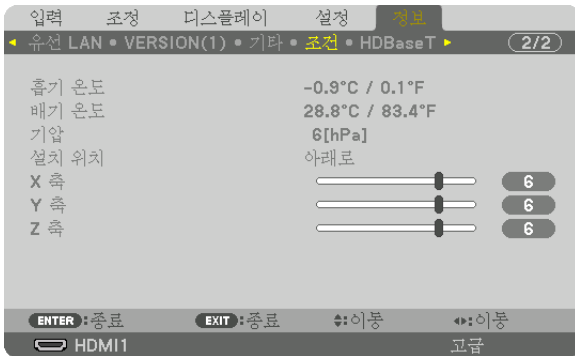 입력 조정 디스플레이 설정 정보
유선 LAN • VERSION(1) • 기타 • 조건 • HDBaseT 2/2
흡기 온도 -0.9°C / 0.1°F
배기 온도 28.8°C / 83.4°F
기압 6[hPa]
설치 위치 아래로
X 축 6
Y 축 6
Z 축 6
ENTER :종료 EXIT :종료 :이동 :이동
HDMI1 고급